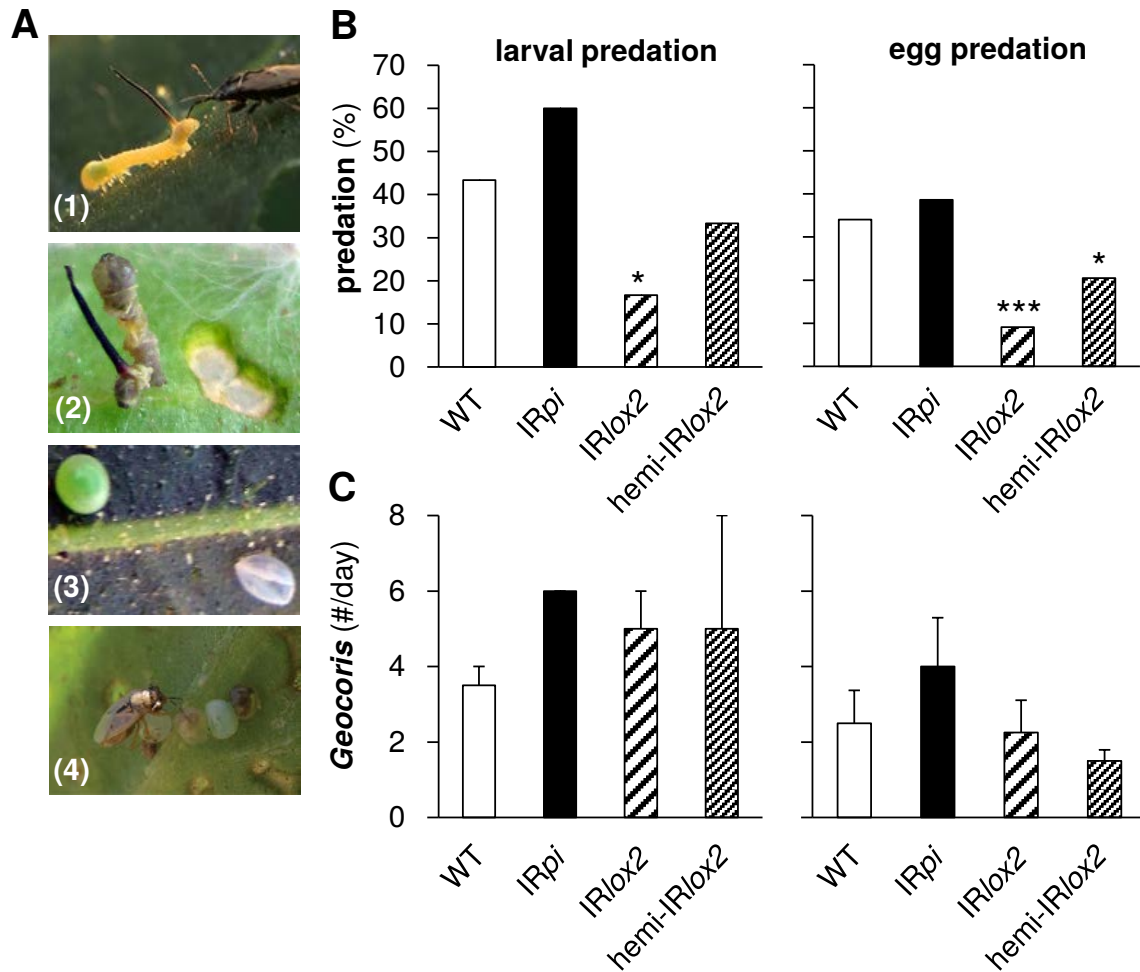 A
(1)
(2)
(3)
(4)
B
larval predation
egg predation
predation (%)
70
60
50
40
30
20
10
0
*
***
*
WT
IRpi
IRlox2
hemi-IRlox2
WT
IRpi
IRlox2
hemi-IRlox2
C
Geocoris (#/day)
8
6
4
2
0
WT
IRpi
IRlox2
hemi-IRlox2
WT
IRpi
IRlox2
hemi-IRlox2